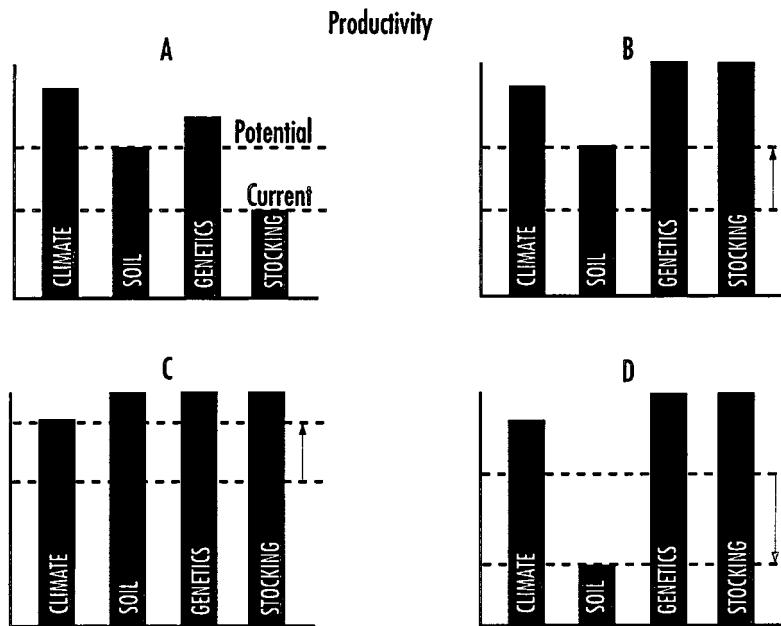 Productivity
A
B
Potential
Current
CLIMATE
SOIL
GENETICS
STOCKING
CLIMATE
SOIL
GENETICS
STOCKING
C
D
CLIMATE
SOIL
GENETICS
STOCKING
CLIMATE
SOIL
GENETICS
STOCKING